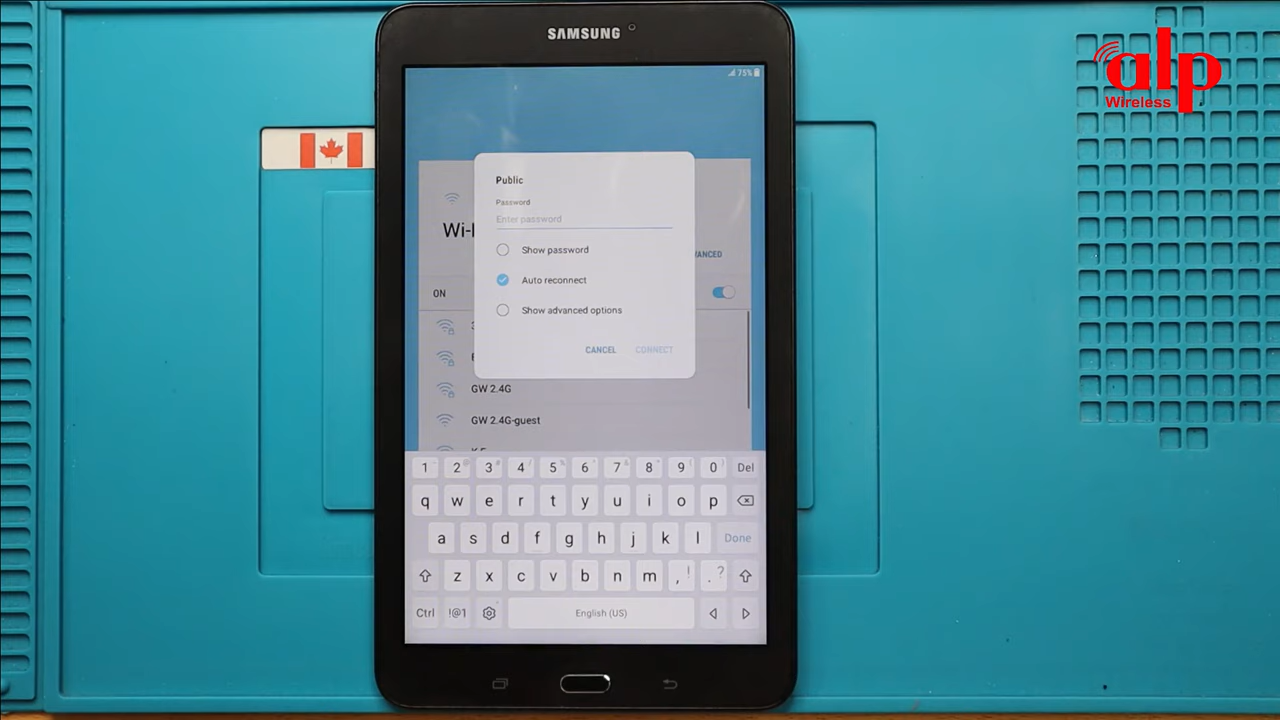 SAMSUNG
alp
Wireless
75%
Public
Password
Enter password
Wi-
ANCED
Show password
Auto reconnect
ON
Show advanced options
CANCEL CONNECT
GW 2.4G
GW 2.4G-guest
1 2 3 4 5 6 7 8 9 0 Del
q w e r t y u i o p
a s d f g h j k l Done
z x c v b n m , ! . ?
Ctrl !@1 English (US)